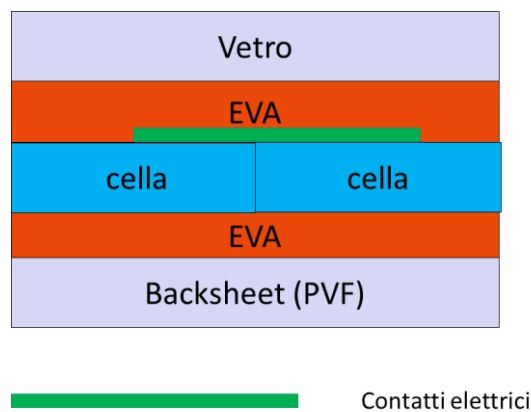 Vetro
EVA
cella cella
EVA
Backsheet (PVF)
Contatti elettrici